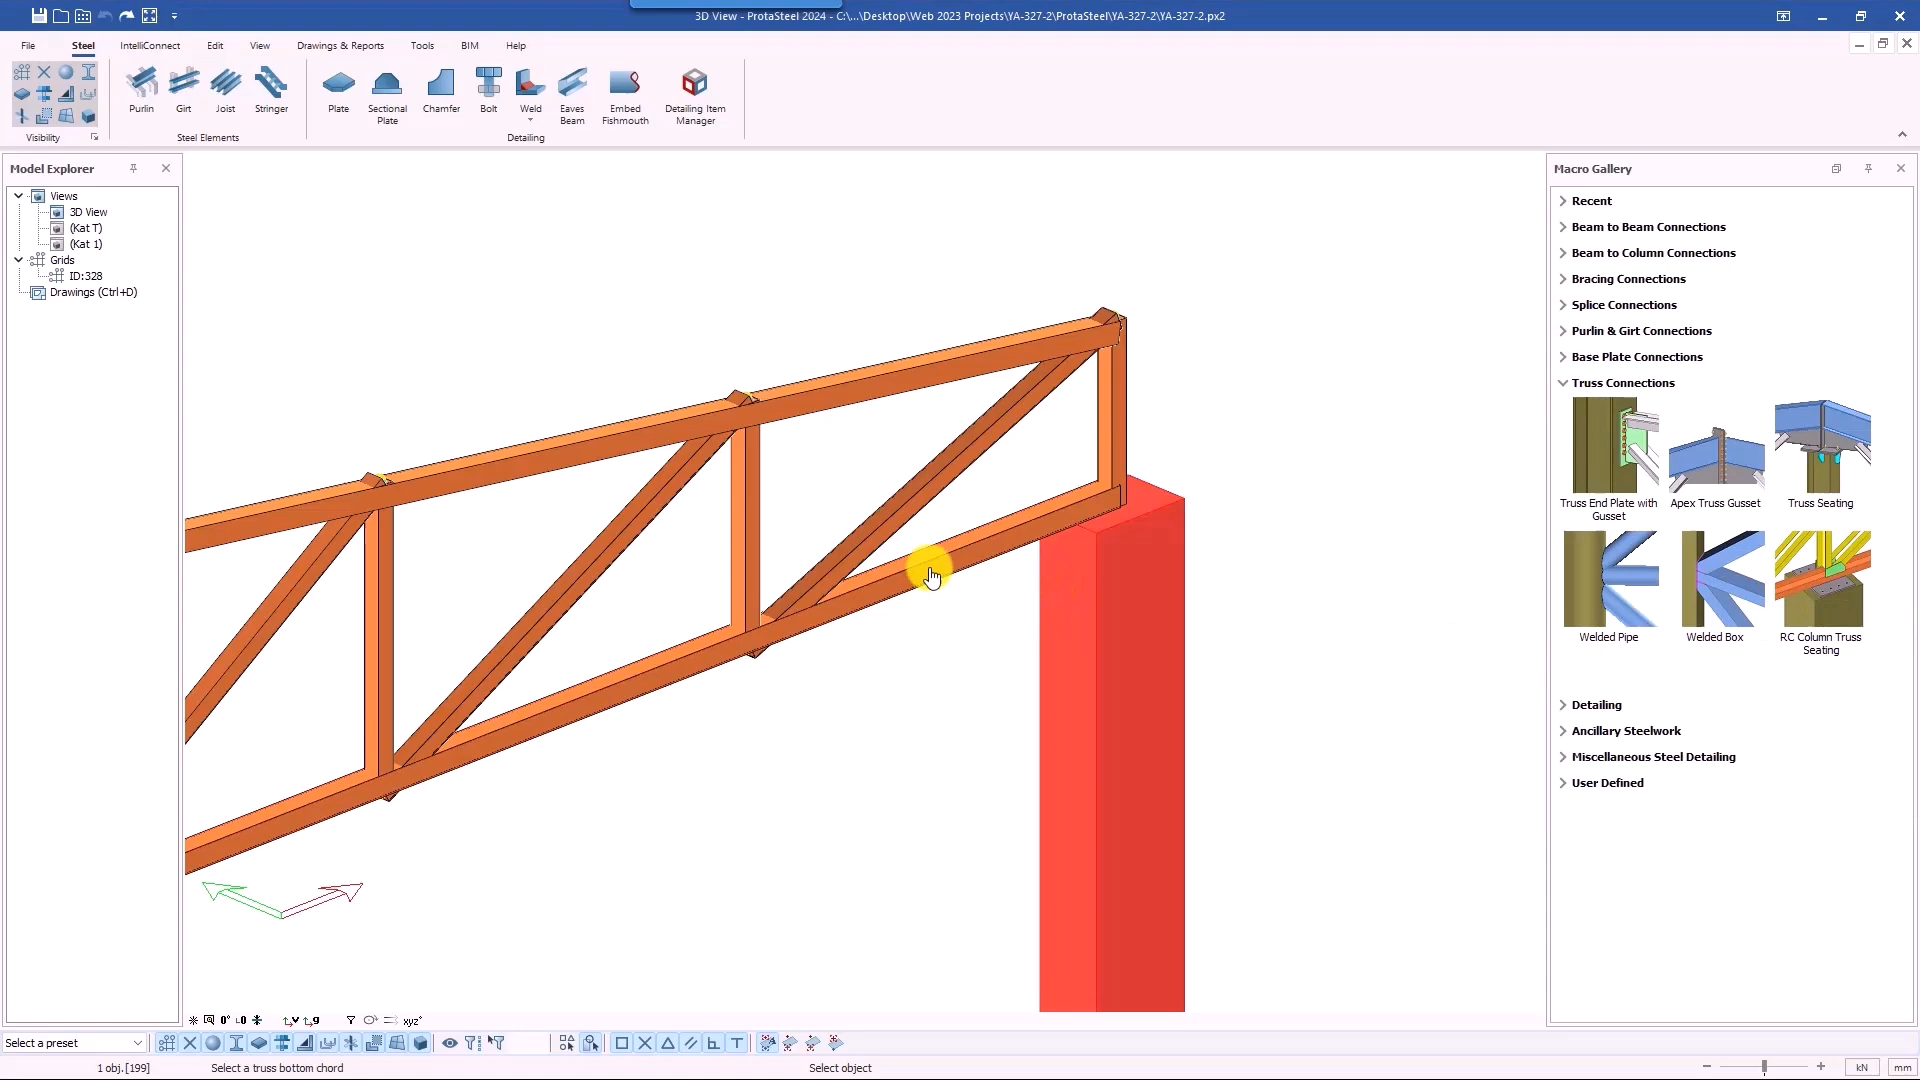 3D View - ProtaSteel 2024 - C:\...\Desktop\Web 2023 Projects\YA-327-2\ProtaSteel\YA-327-2\YA-327-2.px2
File Steel IntelliConnect Edit View Drawings & Reports Tools BIM Help
Purlin Girt Joist Stringer Plate Sectional Plate Chamfer Bolt Weld Eaves Beam Embed Fishmouth Detailing Item Manager
Visibility Steel Elements Detailing
Model Explorer
Views
3D View
(Kat T)
(Kat 1)
Grids
ID:328
Drawings (Ctrl+D)
Macro Gallery
Recent
Beam to Beam Connections
Beam to Column Connections
Bracing Connections
Splice Connections
Purlin & Girt Connections
Base Plate Connections
Truss Connections
Truss End Plate with Gusset
Apex Truss Gusset
Truss Seating
Welded Pipe
Welded Box
RC Column Truss Seating
Detailing
Ancillary Steelwork
Miscellaneous Steel Detailing
User Defined
xyz
Select a preset
1 obj.[199] Select a truss bottom chord Select object kN mm